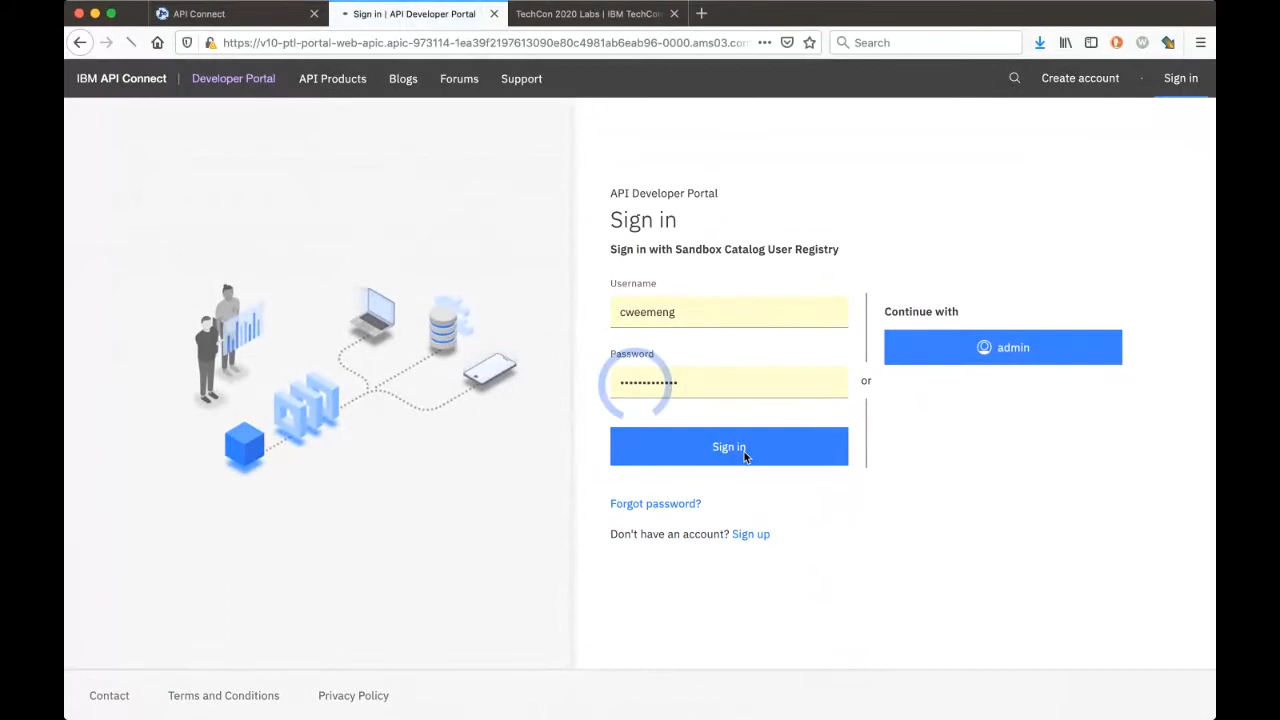 API Connect
Sign in | API Developer Portal
TechCon 2020 Labs | IBM TechCon
https://v10-ptl-portal-web-apic.apic-973114-1ea39f2197613090e80c4981ab6eab96-0000.ams03.com
Search
IBM API Connect | Developer Portal API Products Blogs Forums Support Create account Sign in
API Developer Portal
Sign in
Sign in with Sandbox Catalog User Registry
Username
cweemeng
Continue with
admin
Password
or
Sign in
Forgot password?
Don't have an account? Sign up
Contact Terms and Conditions Privacy Policy